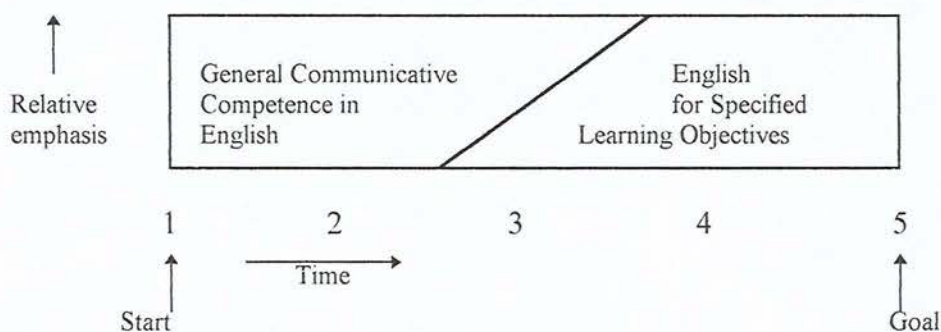 General Communicative
Competence in
English
English
for Specified
Learning Objectives
Relative
emphasis
1 2 3 4 5
Time
Start
Goal